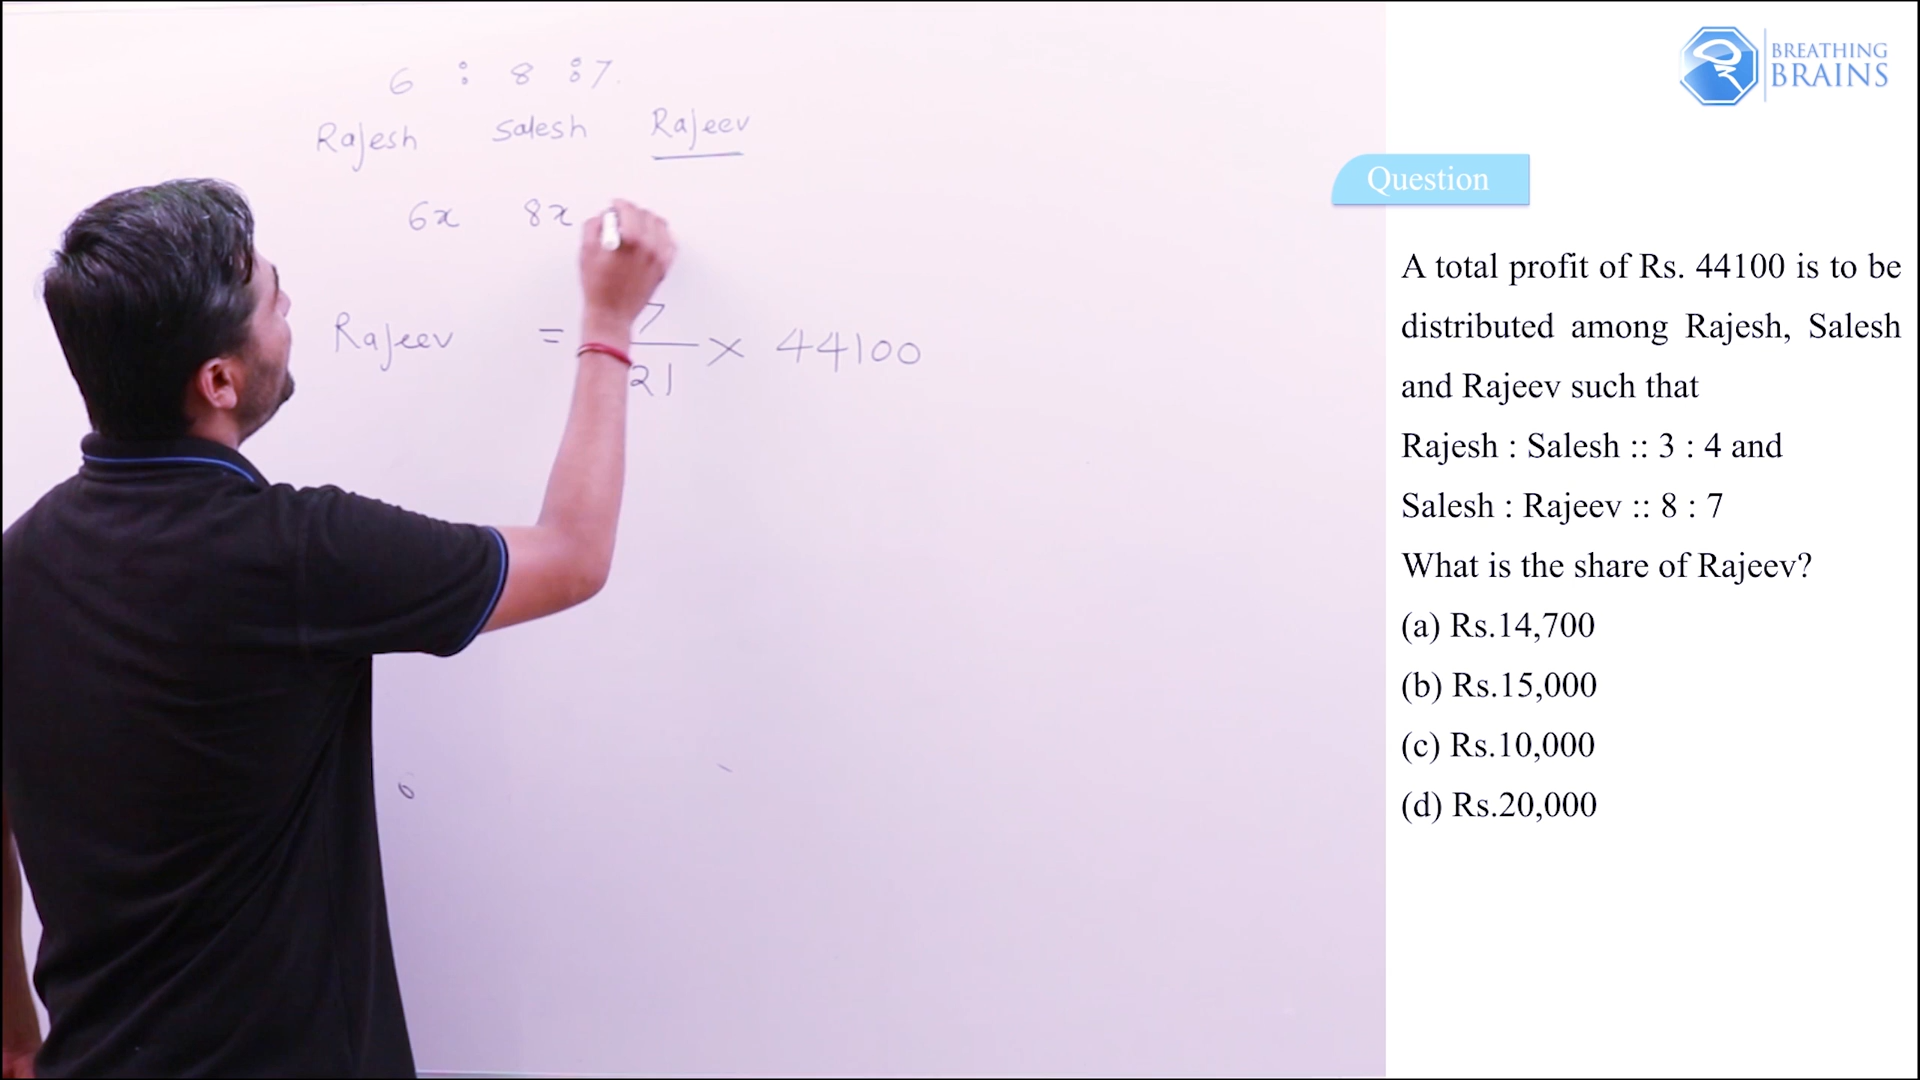 6 : 8 : 7
Rajesh Salesh Rajeev
6x 8x
Rajeev = 7/21 × 44100
6
BREATHING
BRAINS
Question
A total profit of Rs. 44100 is to be
distributed among Rajesh, Salesh
and Rajeev such that
Rajesh : Salesh :: 3 : 4 and
Salesh : Rajeev :: 8 : 7
What is the share of Rajeev?
(a) Rs.14,700
(b) Rs.15,000
(c) Rs.10,000
(d) Rs.20,000